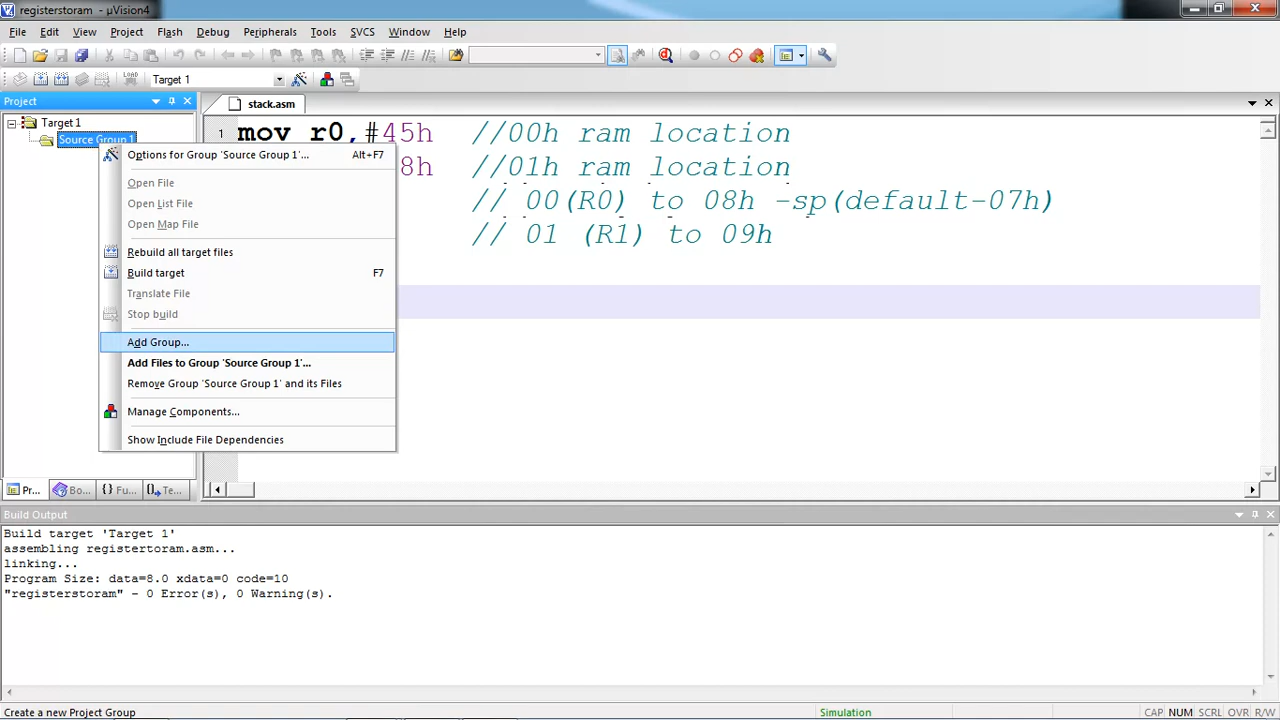 registerstoram - µVision4
File Edit View Project Flash Debug Peripherals Tools SVCS Window Help
LOAD Target 1
Project
stack.asm
Target 1
Source Group 1
1 mov r0,#45h //00h ram location
8h //01h ram location
// 00(R0) to 08h -sp(default-07h)
// 01 (R1) to 09h
Options for Group 'Source Group 1'... Alt+F7
Open File
Open List File
Open Map File
Rebuild all target files
Build target F7
Translate File
Stop build
Add Group...
Add Files to Group 'Source Group 1'...
Remove Group 'Source Group 1' and its Files
Manage Components...
Show Include File Dependencies
Pr... Bo... {} Fu... Te...
Build Output
Build target 'Target 1'
assembling registertoram.asm...
linking...
Program Size: data=8.0 xdata=0 code=10
"registerstoram" - 0 Error(s), 0 Warning(s).
Create a new Project Group Simulation CAP NUM SCRL OVR R/W